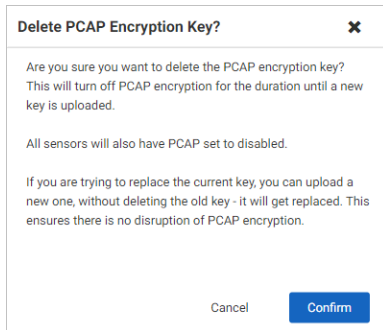 Delete PCAP Encryption Key?
Are you sure you want to delete the PCAP encryption key?
This will turn off PCAP encryption for the duration until a new
key is uploaded.
All sensors will also have PCAP set to disabled.
If you are trying to replace the current key, you can upload a
new one, without deleting the old key - it will get replaced. This
ensures there is no disruption of PCAP encryption.
Cancel Confirm